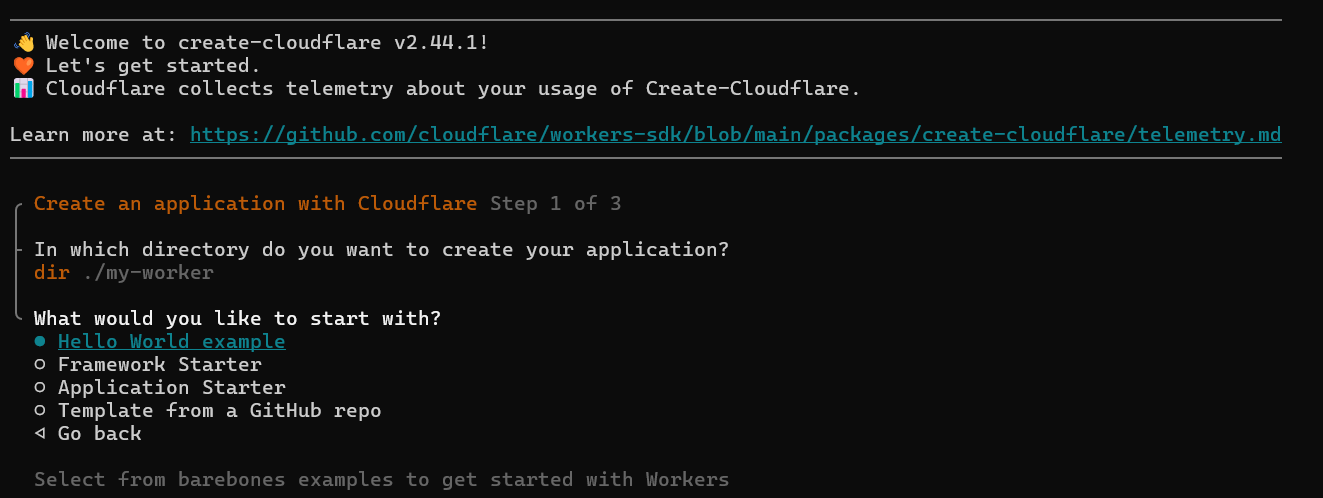 👋 Welcome to create-cloudflare v2.44.1!
🧡 Let's get started.
📊 Cloudflare collects telemetry about your usage of Create-Cloudflare.
Learn more at: https://github.com/cloudflare/workers-sdk/blob/main/packages/create-cloudflare/telemetry.md
Create an application with Cloudflare Step 1 of 3
In which directory do you want to create your application?
dir ./my-worker
What would you like to start with?
● Hello World example
○ Framework Starter
○ Application Starter
○ Template from a GitHub repo
◁ Go back
Select from barebones examples to get started with Workers